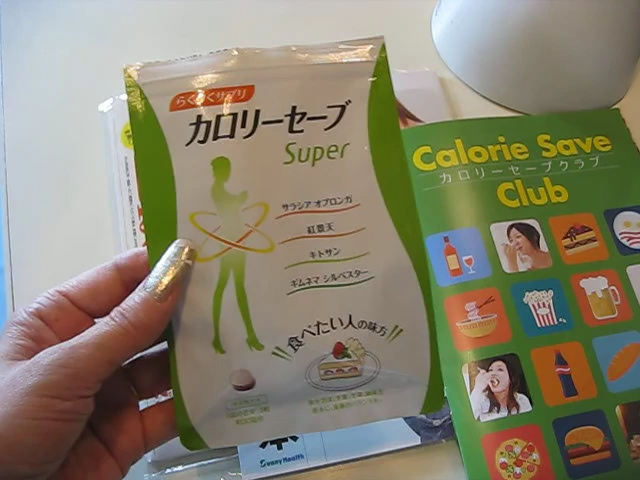 らくらくサプリ
カロリーセーブ
Super
サラシア オブロンガ
紅景天
キトサン
ギムネマ シルベスター
食べたい人の味方
Sunny Health
Calorie Save
カロリーセーブクラブ
Club